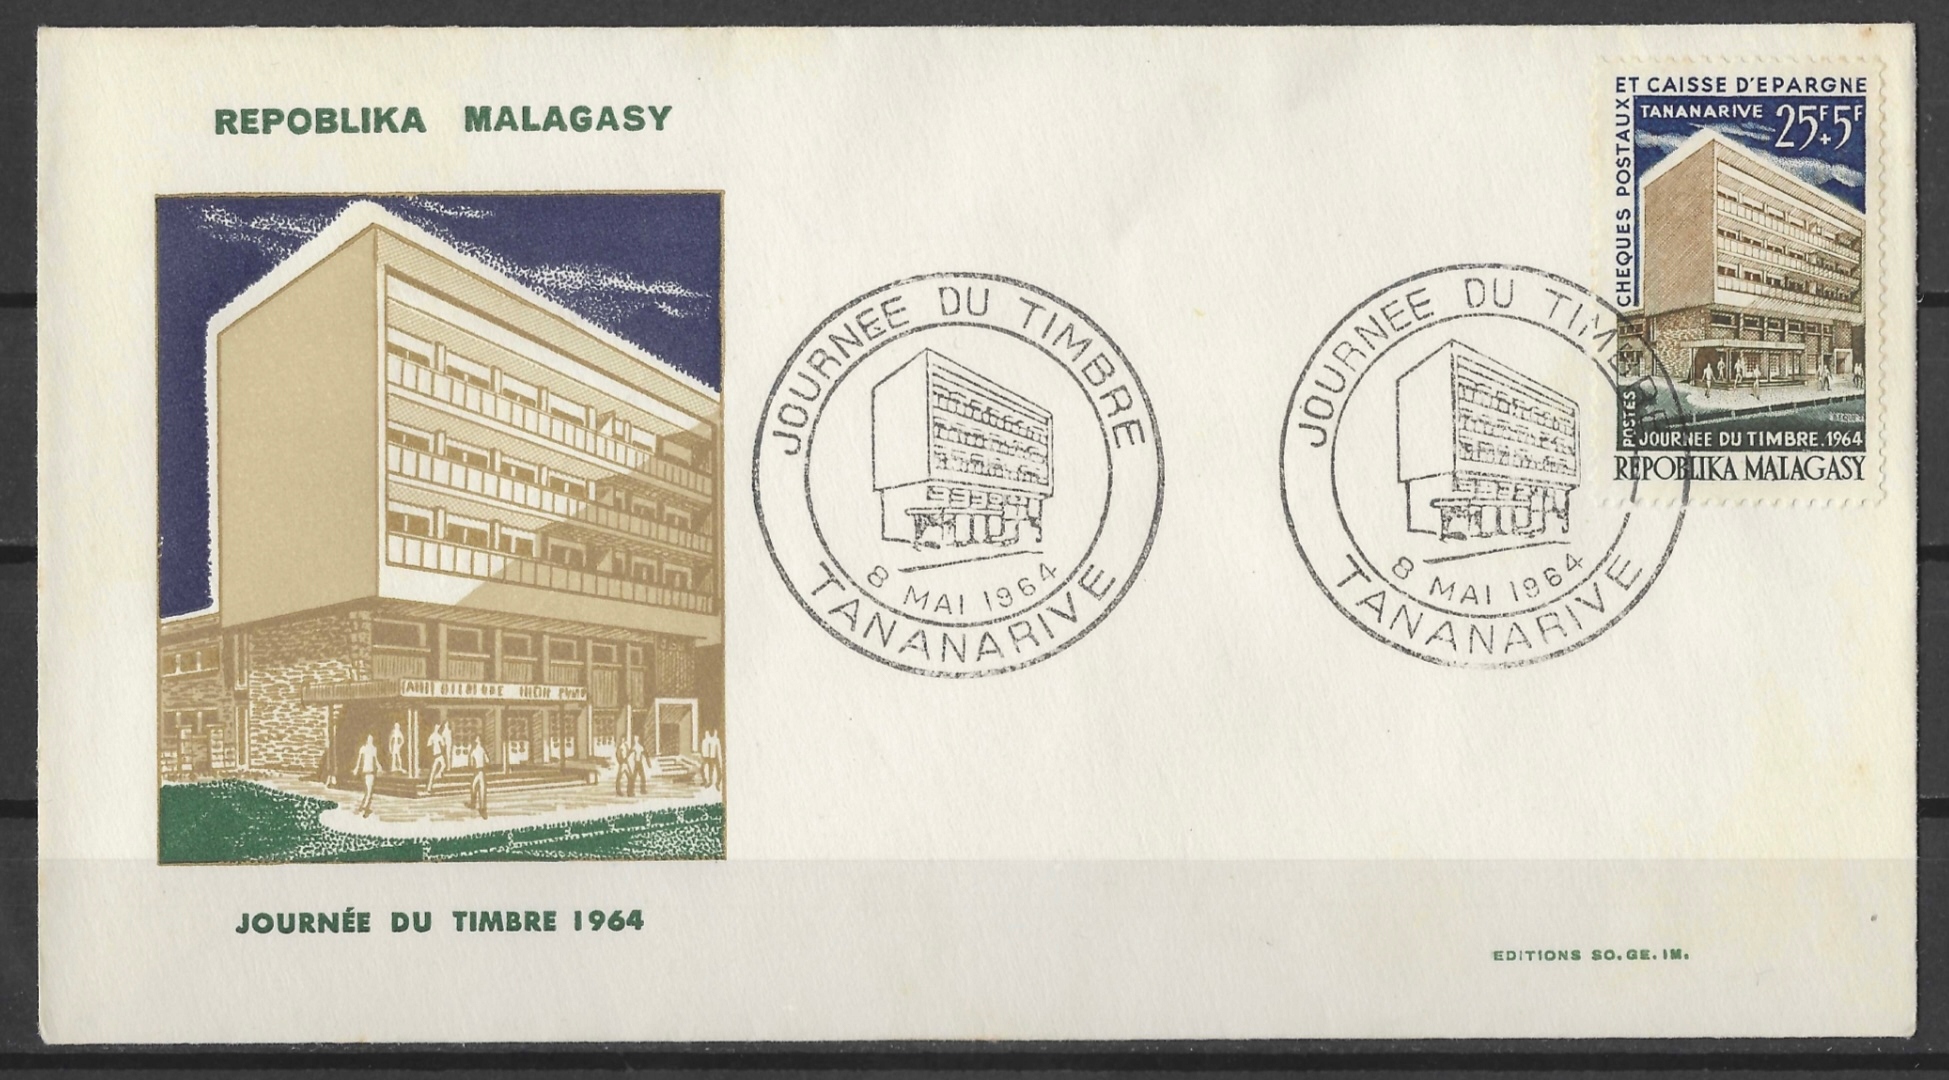 REPOBLIKA MALAGASY
JOURNÉE DU TIMBRE 1964
JOURNEE DU TIMBRE
8 MAI 1964
TANANARIVE
JOURNEE DU TIMBRE
8 MAI 1964
TANANARIVE
CHEQUES POSTAUX
ET CAISSE D'EPARGNE
TANANARIVE 25F+5F
POSTES
JOURNEE DU TIMBRE.1964
REPOBLIKA MALAGASY
EDITIONS SO.GE.IM.